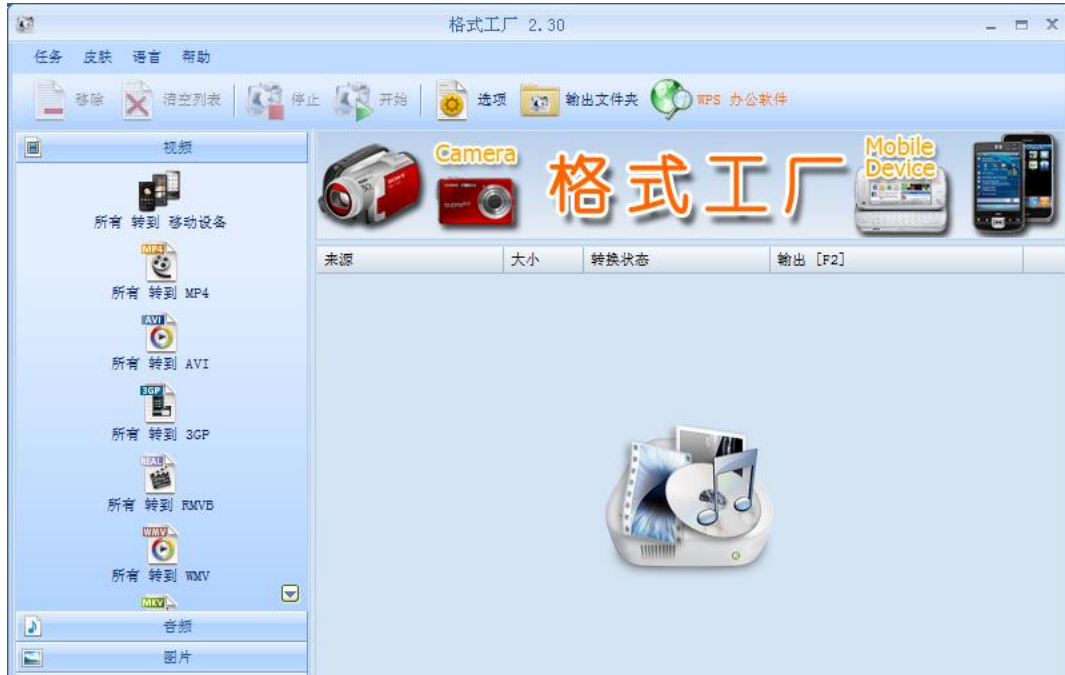 格式工厂 2.30
任务 皮肤 语言 帮助
移除 清空列表 停止 开始 选项 输出文件夹 WPS 办公软件
视频
所有 转到 移动设备
MP4
所有 转到 MP4
AVI
所有 转到 AVI
3GP
所有 转到 3GP
REAL
所有 转到 RMVB
WMV
所有 转到 WMV
MKV
音频
图片
Camera
格式工厂
Mobile
Device
来源 大小 转换状态 输出 [F2]